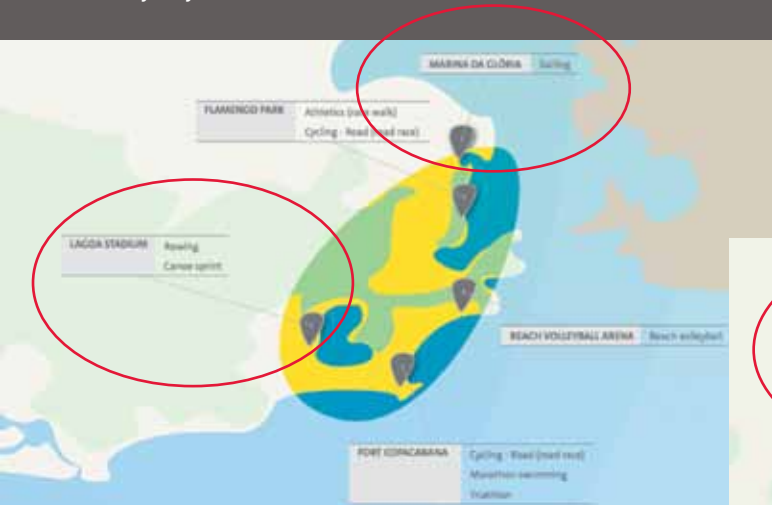 MARINA DA GLÓRIA Sailing
FLAMENGO PARK Athletics (race walk)
Cycling - Road (road race)
LAGOA STADIUM Rowing
Canoe sprint
BEACH VOLLEYBALL ARENA Beach volleyball
FORT COPACABANA Cycling - Road (road race)
Marathon swimming
Triathlon